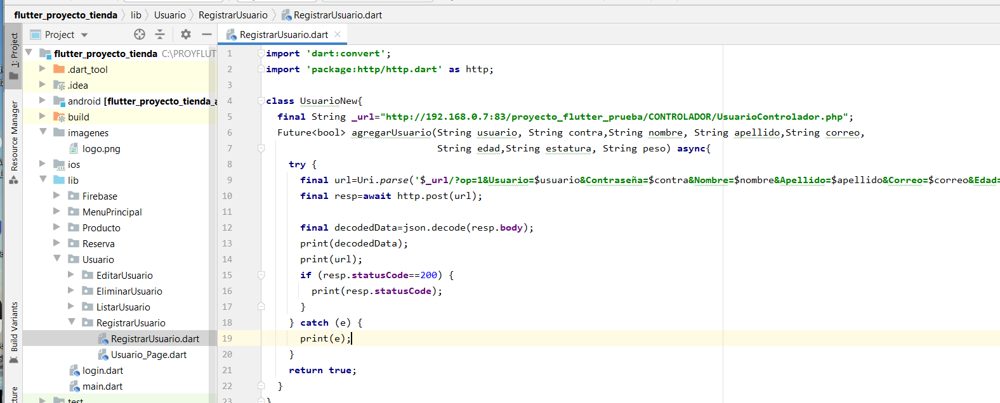 flutter_proyecto_tienda lib Usuario RegistrarUsuario RegistrarUsuario.dart
Project
RegistrarUsuario.dart
1: Project
Resource Manager
Build Variants
flutter_proyecto_tienda C:\PROYFLUT
.dart_tool
.idea
android [flutter_proyecto_tienda_a
build
imagenes
logo.png
ios
lib
Firebase
MenuPrincipal
Producto
Reserva
Usuario
EditarUsuario
EliminarUsuario
ListarUsuario
RegistrarUsuario
RegistrarUsuario.dart
Usuario_Page.dart
login.dart
main.dart
test
1 import 'dart:convert';
2 import 'package:http/http.dart' as http;
3
4 class UsuarioNew{
5 final String _url="http://192.168.0.7:83/proyecto_flutter_prueba/CONTROLADOR/UsuarioControlador.php";
6 Future<bool> agregarUsuario(String usuario, String contra,String nombre, String apellido,String correo,
7 String edad,String estatura, String peso) async{
8 try {
9 final url=Uri.parse('$_url/?op=1&Usuario=$usuario&Contraseña=$contra&Nombre=$nombre&Apellido=$apellido&Correo=$correo&Edad=
10 final resp=await http.post(url);
11
12 final decodedData=json.decode(resp.body);
13 print(decodedData);
14 print(url);
15 if (resp.statusCode==200) {
16 print(resp.statusCode);
17 }
18 } catch (e) {
19 print(e);
20 }
21 return true;
22 }
23 }